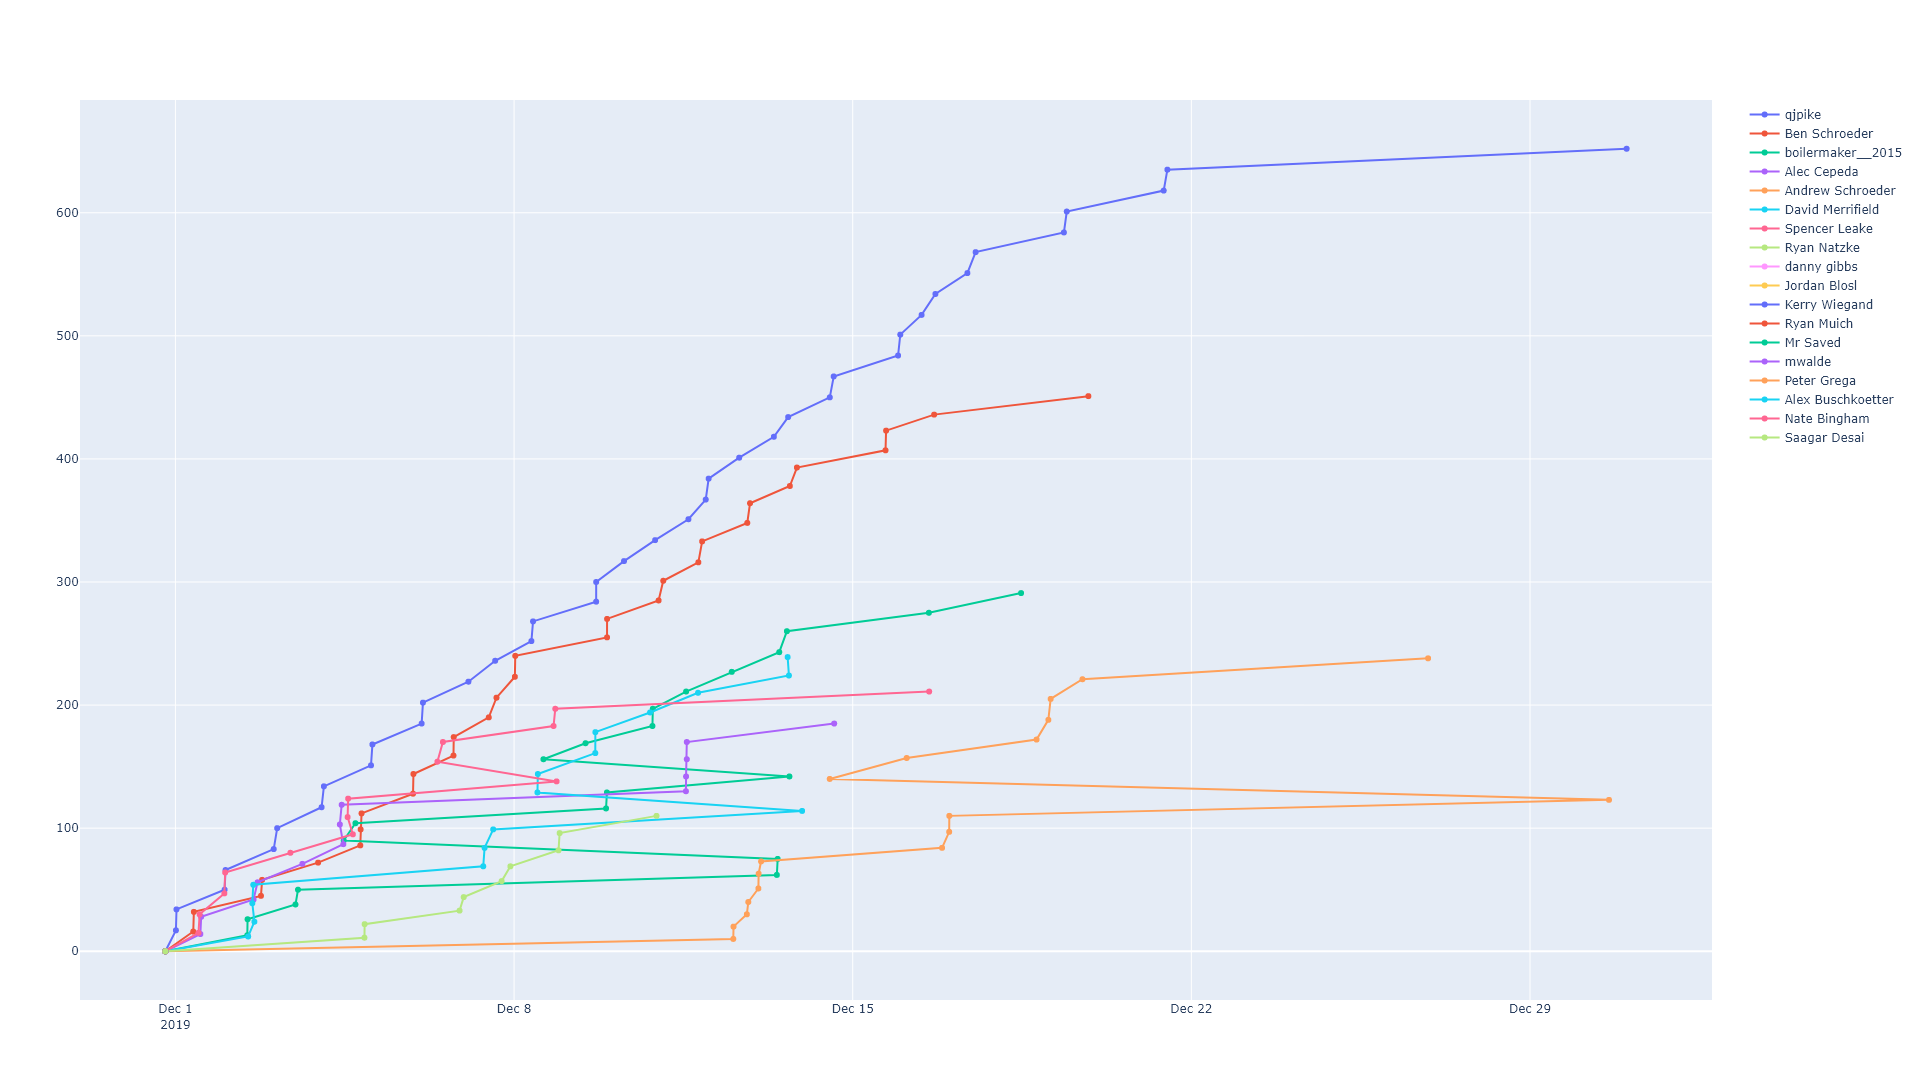 600
500
400
300
200
100
0
Dec 1
2019
Dec 8
Dec 15
Dec 22
Dec 29
qjpike
Ben Schroeder
boilermaker__2015
Alec Cepeda
Andrew Schroeder
David Merrifield
Spencer Leake
Ryan Natzke
danny gibbs
Jordan Blosl
Kerry Wiegand
Ryan Muich
Mr Saved
mwalde
Peter Grega
Alex Buschkoetter
Nate Bingham
Saagar Desai